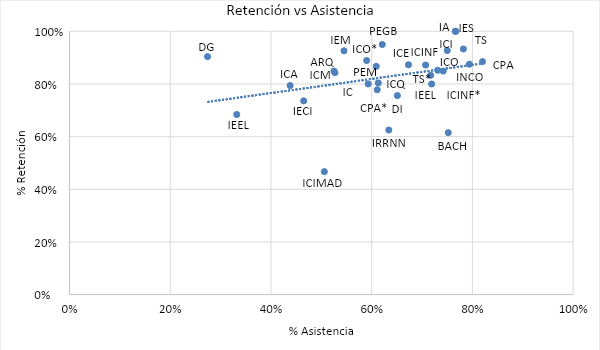 Retención vs Asistencia
100%
80%
60%
40%
20%
0%
% Retención
IA
IES
PEGB
IEM
ICI
TS
DG
ICO*
ICE
ICINF
ARQ
ICO
CPA
ICA
ICM
PEM
TS*
INCO
IC
ICQ
IEEL
ICINF*
IECI
CPA*
DI
IEEL
IRRNN
BACH
ICIMAD
0%
20%
40%
60%
80%
100%
% Asistencia